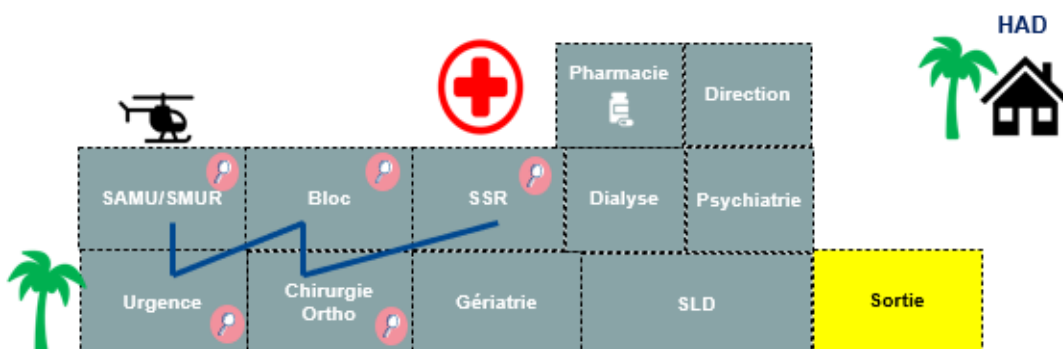 HAD
Pharmacie
Direction
SAMU/SMUR
Bloc
SSR
Dialyse
Psychiatrie
Urgence
Chirurgie
Ortho
Gériatrie
SLD
Sortie